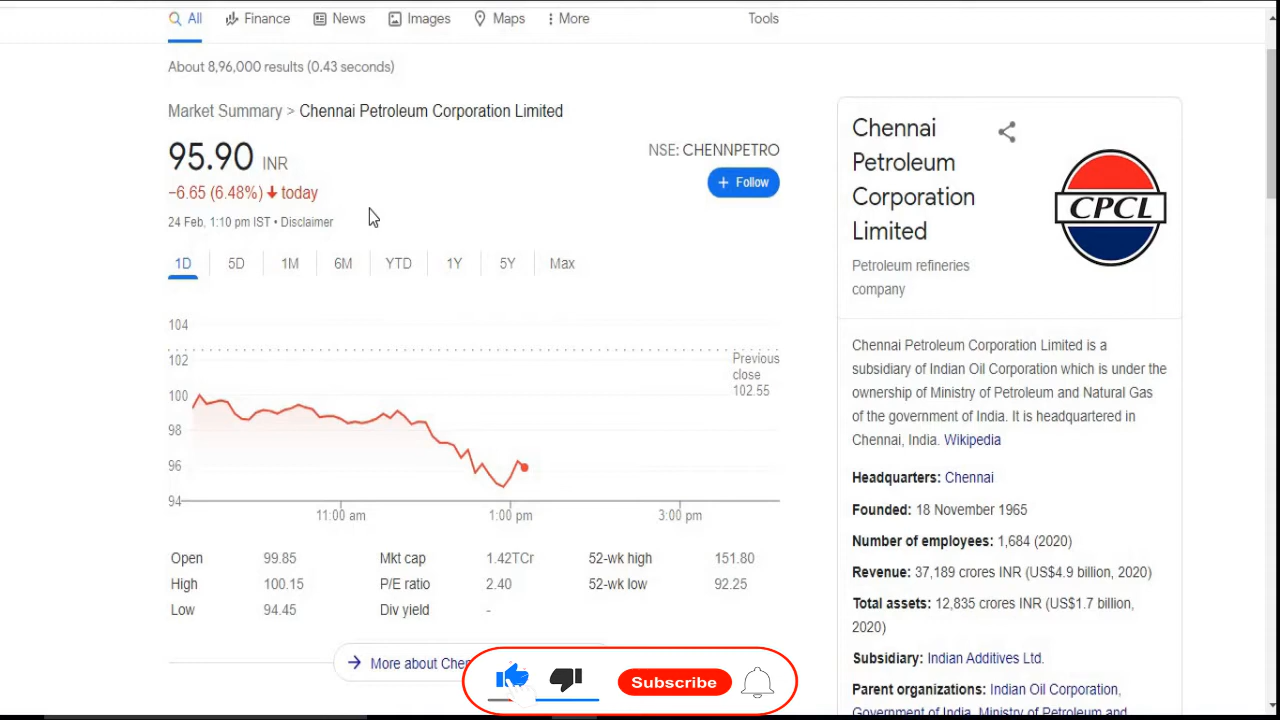 All Finance News Images Maps More Tools
About 8,96,000 results (0.43 seconds)
Market Summary > Chennai Petroleum Corporation Limited
95.90 INR
−6.65 (6.48%) ↓ today
24 Feb, 1:10 pm IST • Disclaimer
NSE: CHENNPETRO
+ Follow
1D 5D 1M 6M YTD 1Y 5Y Max
104
102
100
98
96
94
Previous
close
102.55
11:00 am 1:00 pm 3:00 pm
Open 99.85 Mkt cap 1.42TCr 52-wk high 151.80
High 100.15 P/E ratio 2.40 52-wk low 92.25
Low 94.45 Div yield -
→ More about Chen
Subscribe
Chennai
Petroleum
Corporation
Limited
Petroleum refineries
company
CPCL
Chennai Petroleum Corporation Limited is a
subsidiary of Indian Oil Corporation which is under the
ownership of Ministry of Petroleum and Natural Gas
of the government of India. It is headquartered in
Chennai, India. Wikipedia
Headquarters: Chennai
Founded: 18 November 1965
Number of employees: 1,684 (2020)
Revenue: 37,189 crores INR (US$4.9 billion, 2020)
Total assets: 12,835 crores INR (US$1.7 billion,
2020)
Subsidiary: Indian Additives Ltd.
Parent organizations: Indian Oil Corporation,
Government of India, Ministry of Petroleum and